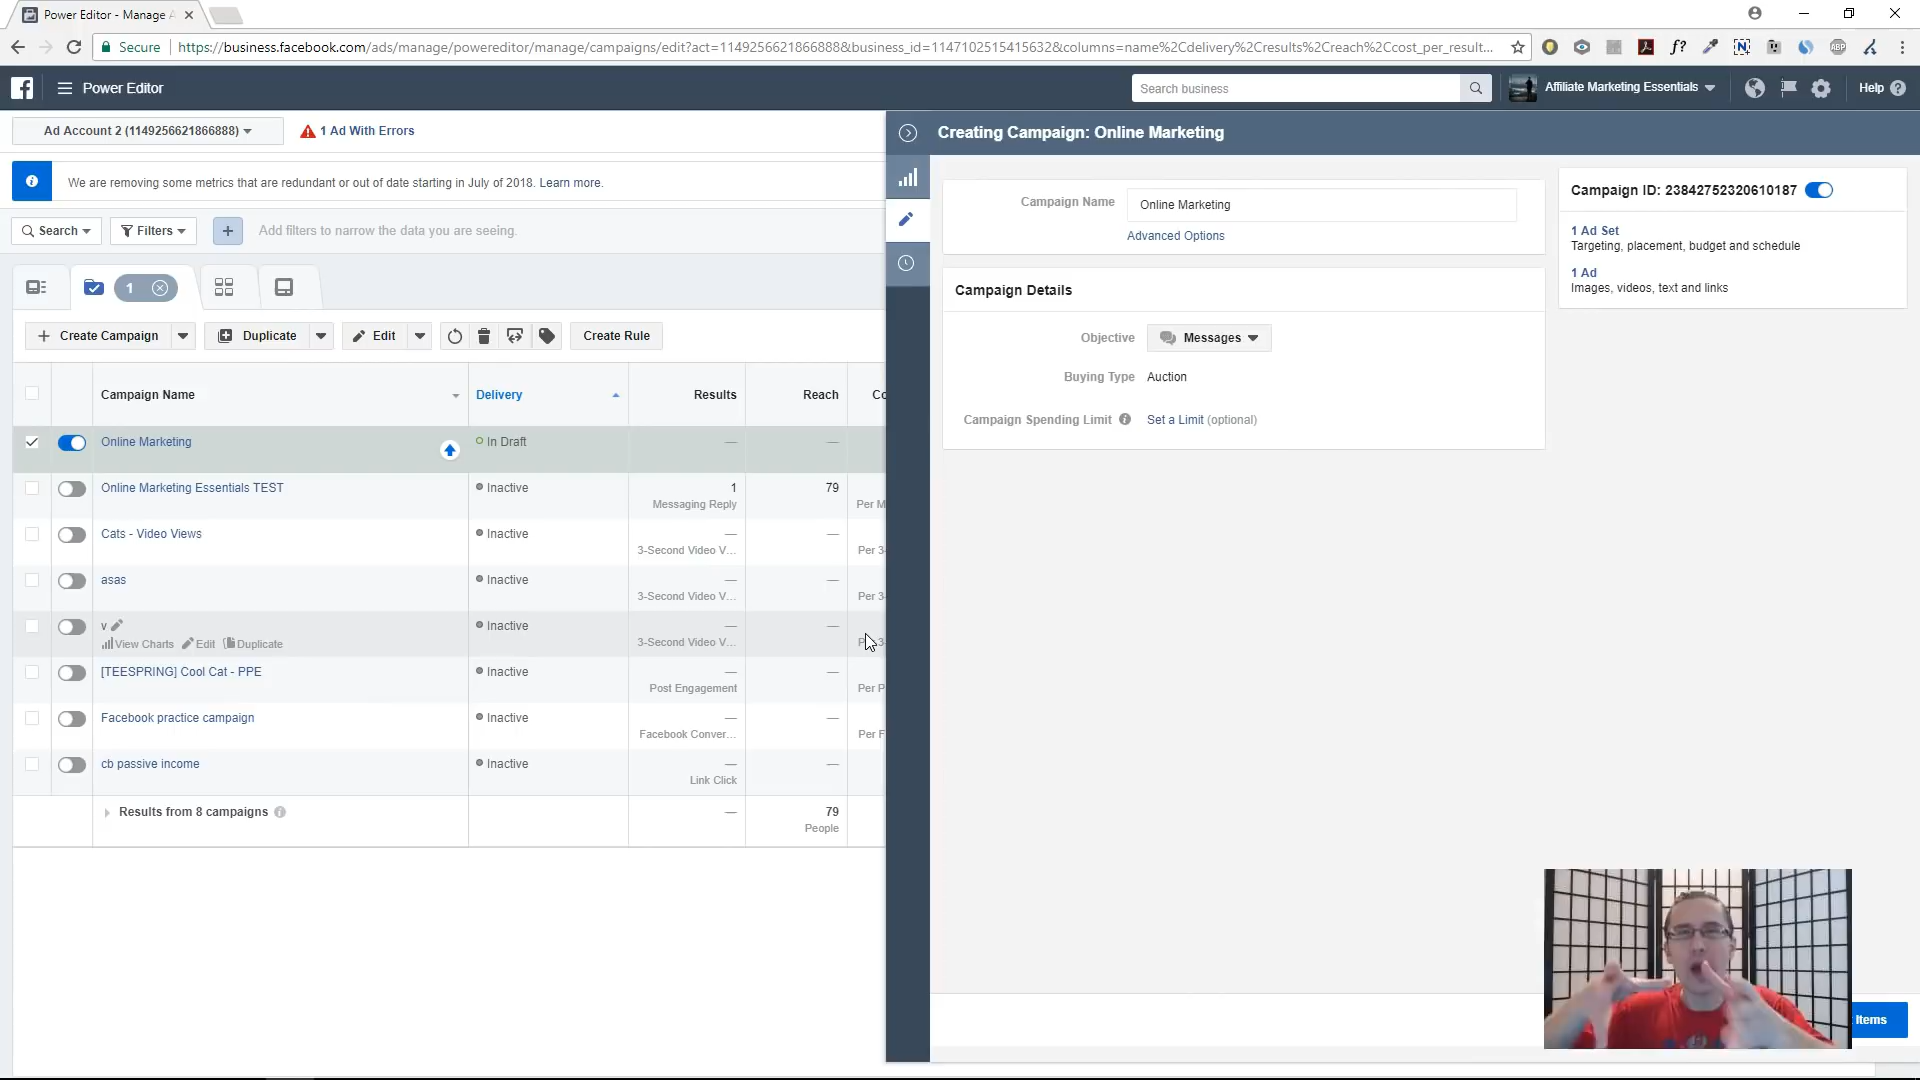 Power Editor - Manage A
Secure
https://business.facebook.com/ads/manage/powereditor/manage/campaigns/edit?act=1149256621866888&business_id=1147102515415632&columns=name%2Cdelivery%2Cresults%2Creach%2Ccost_per_result...
f?
N
ABP
Power Editor
Search business
Affiliate Marketing Essentials
Help
Ad Account 2 (1149256621866888)
1 Ad With Errors
We are removing some metrics that are redundant or out of date starting in July of 2018. Learn more.
Search
Filters
Add filters to narrow the data you are seeing.
1
Create Campaign
Duplicate
Edit
Create Rule
Campaign Name
Delivery
Results
Reach
Co
Online Marketing
In Draft
—
—
Online Marketing Essentials TEST
Inactive
1
Messaging Reply
79
Per M
Cats - Video Views
Inactive
—
3-Second Video V...
—
Per 3-
asas
Inactive
—
3-Second Video V...
—
Per 3-
v
View Charts
Edit
Duplicate
Inactive
—
3-Second Video V...
—
[TEESPRING] Cool Cat - PPE
Inactive
—
Post Engagement
—
Per P
Facebook practice campaign
Inactive
—
Facebook Conver...
—
Per F
cb passive income
Inactive
—
Link Click
—
Results from 8 campaigns
—
79
People
Creating Campaign: Online Marketing
Campaign Name
Online Marketing
Advanced Options
Campaign Details
Objective
Messages
Buying Type
Auction
Campaign Spending Limit
Set a Limit (optional)
Campaign ID: 23842752320610187
1 Ad Set
Targeting, placement, budget and schedule
1 Ad
Images, videos, text and links
Items